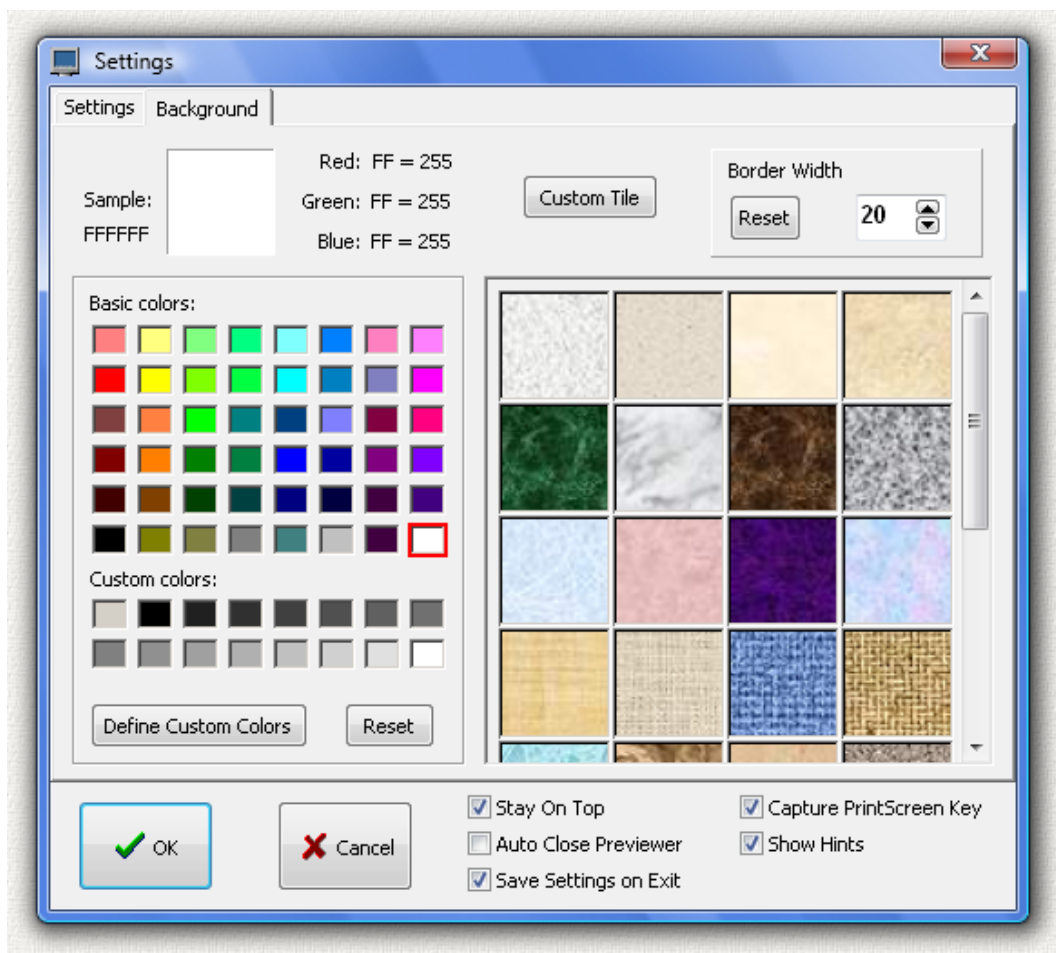 Settings
Settings Background
Sample:
FFFFFF
Red: FF = 255
Green: FF = 255
Blue: FF = 255
Custom Tile
Border Width
Reset
20
Basic colors:
Custom colors:
Define Custom Colors Reset
OK
Cancel
Stay On Top
Auto Close Previewer
Save Settings on Exit
Capture PrintScreen Key
Show Hints